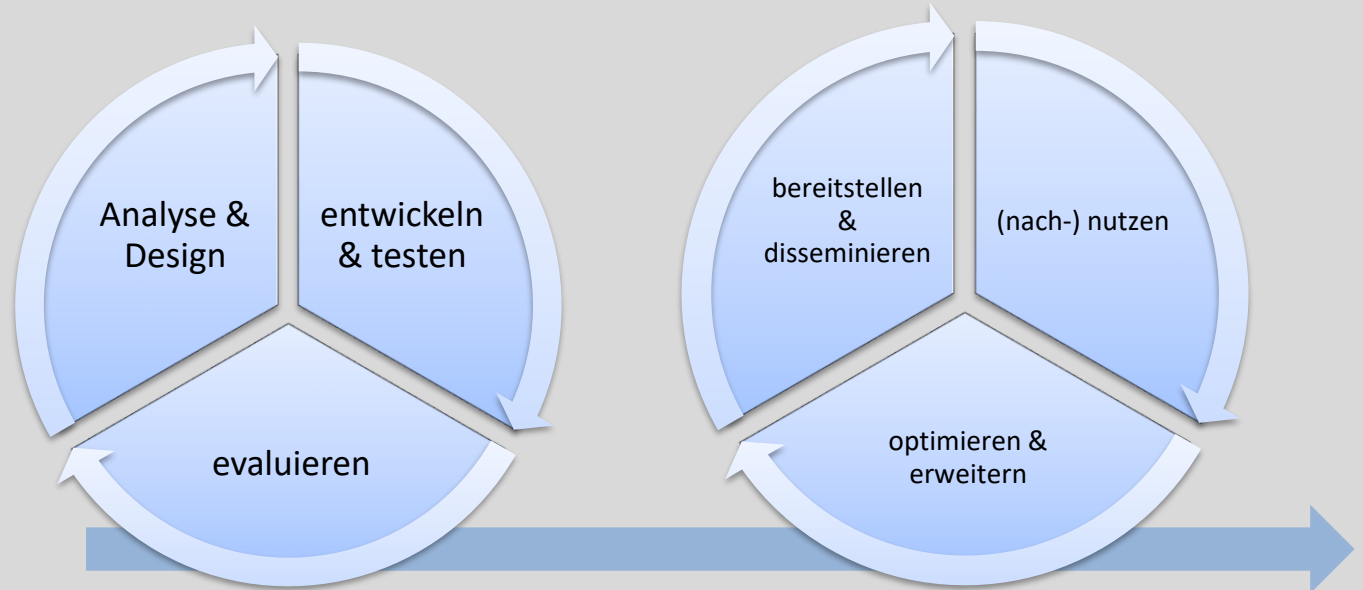 Analyse &
Design
entwickeln
& testen
evaluieren
bereitstellen
&
disseminieren
(nach-) nutzen
optimieren &
erweitern